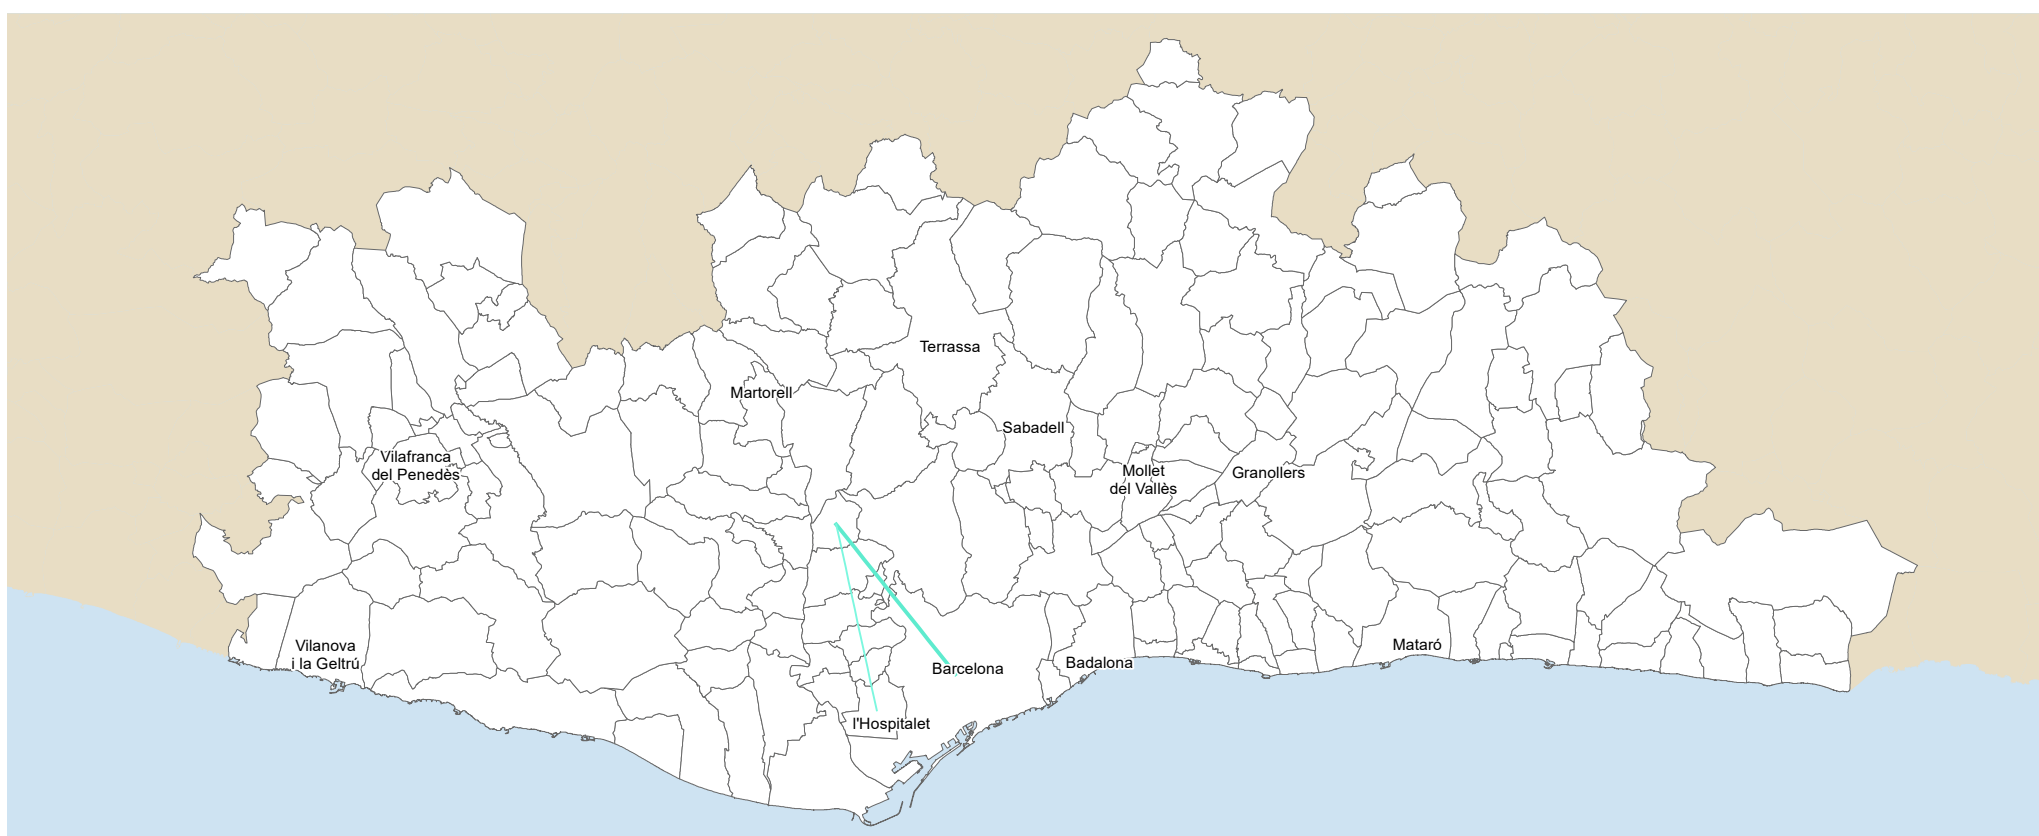 Terrassa
Martorell
Sabadell
Vilafranca
del Penedès
Mollet
del Vallès
Granollers
Vilanova
i la Geltrú
Mataró
Badalona
Barcelona
l'Hospitalet